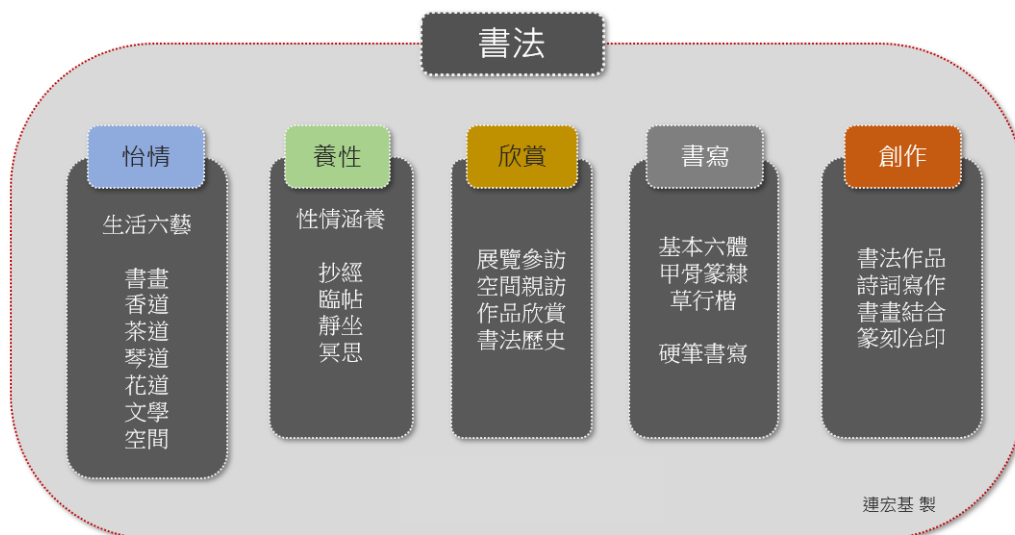 書法
怡情
生活六藝
書畫
香道
茶道
琴道
花道
文學
空間
養性
性情涵養
抄經
臨帖
靜坐
冥思
欣賞
展覽參訪
空間親訪
作品欣賞
書法歷史
書寫
基本六體
甲骨篆隸
草行楷
硬筆書寫
創作
書法作品
詩詞寫作
書畫結合
篆刻冶印
連宏基 製